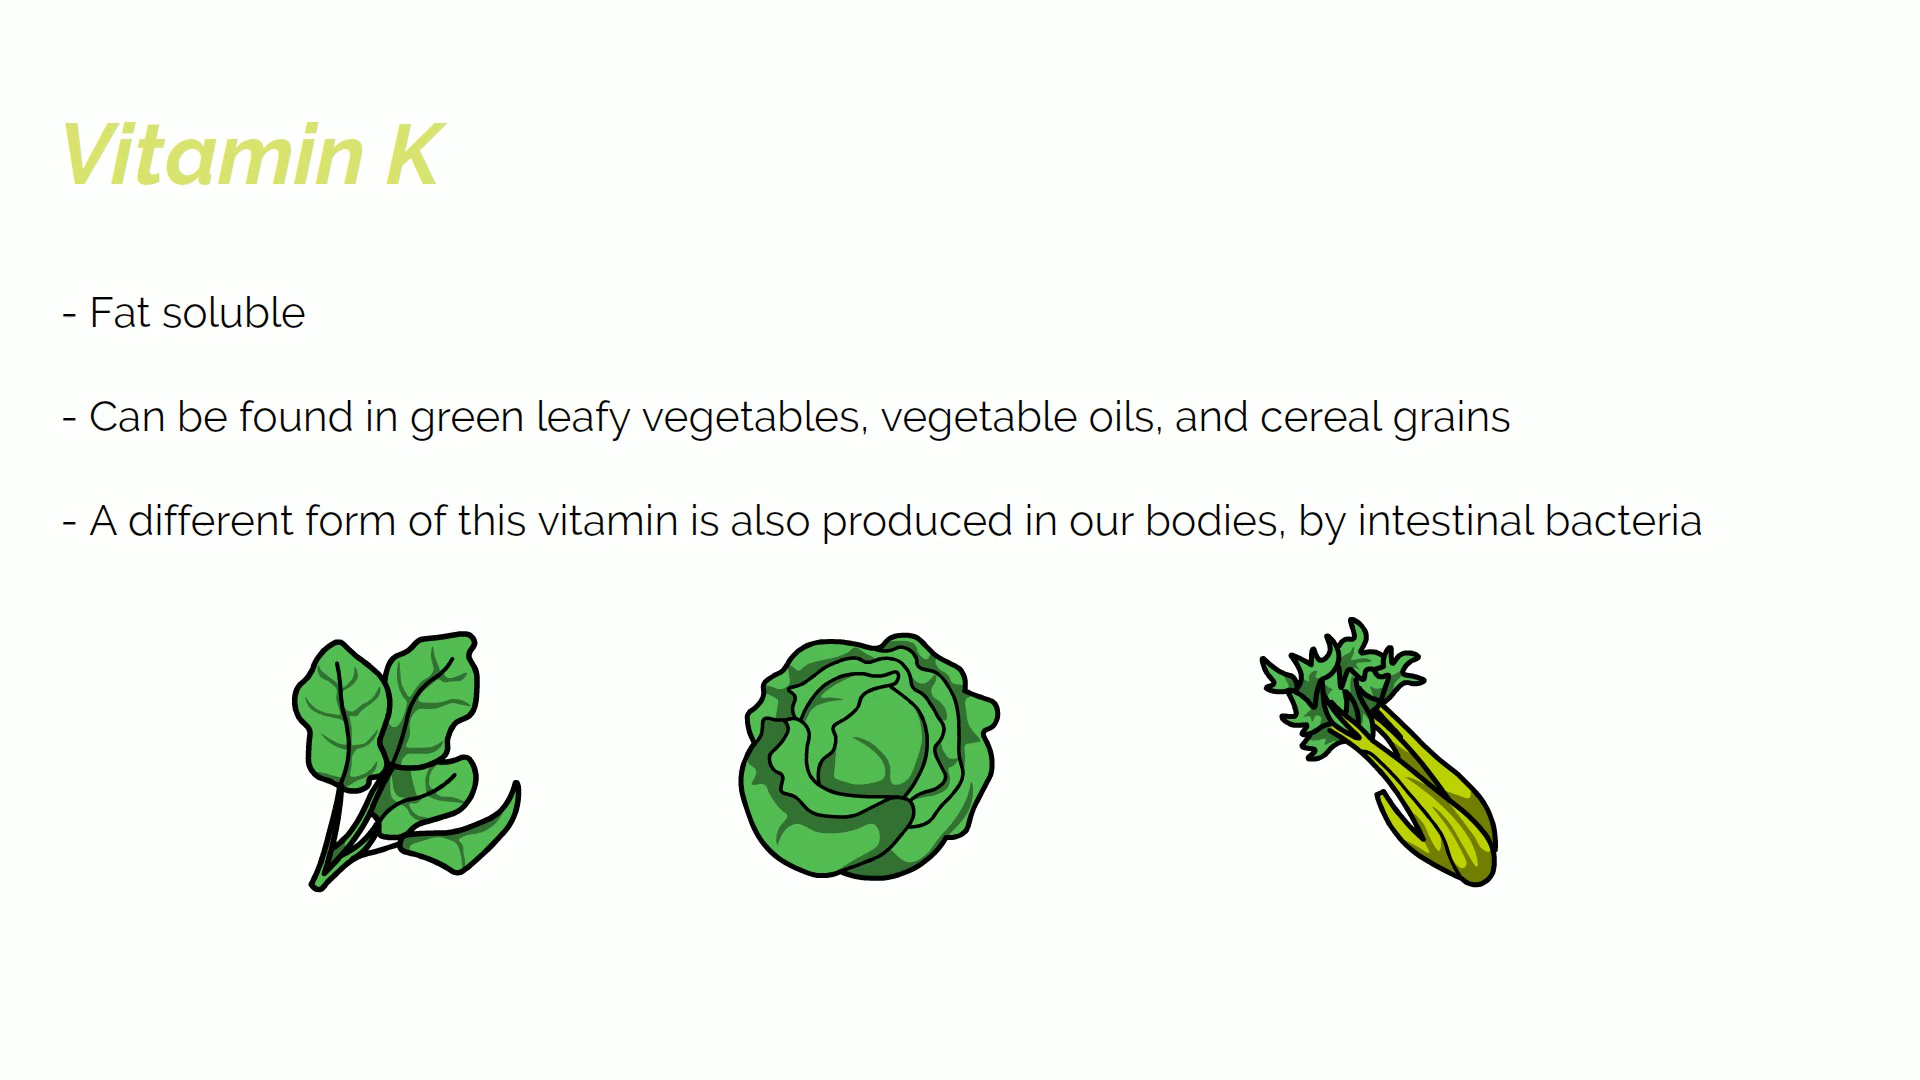 Vitamin K
- Fat soluble
- Can be found in green leafy vegetables, vegetable oils, and cereal grains
- A different form of this vitamin is also produced in our bodies, by intestinal bacteria